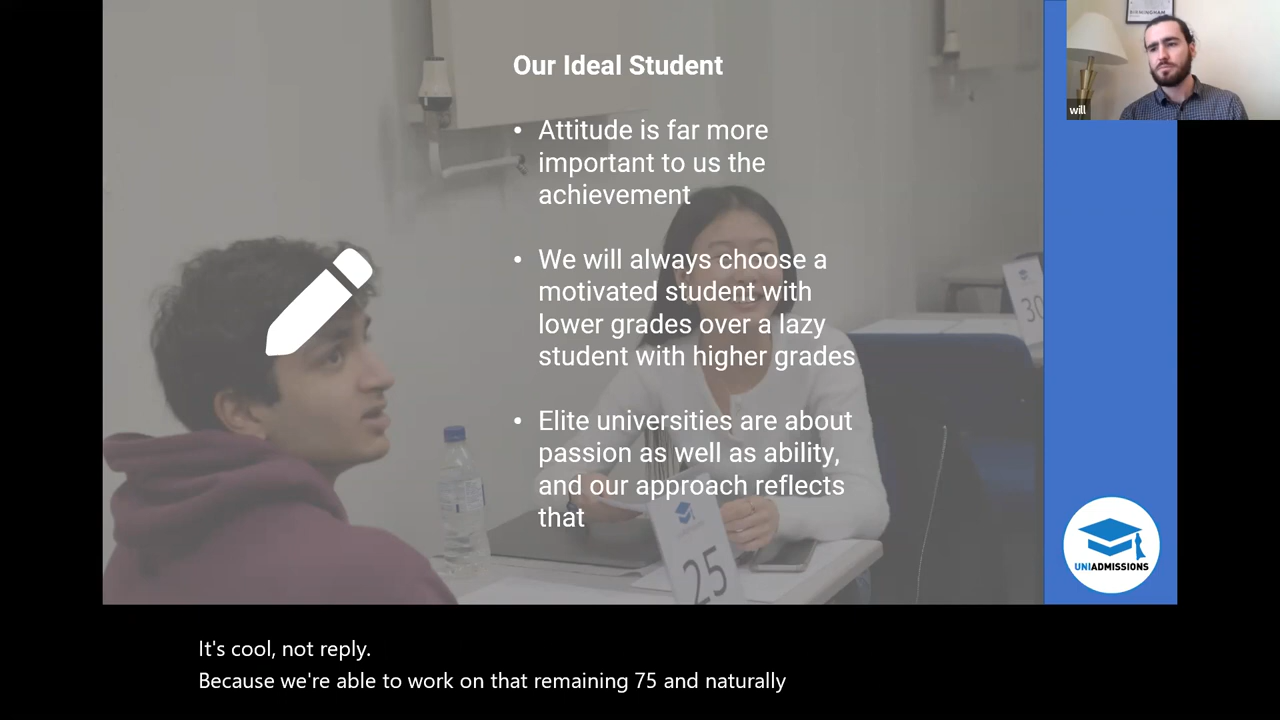 BIRMINGHAM
will
Our Ideal Student
• Attitude is far more
important to us the
achievement
• We will always choose a
motivated student with
lower grades over a lazy
student with higher grades
• Elite universities are about
passion as well as ability,
and our approach reflects
that
30
25
UNIADMISSIONS
It's cool, not reply.
Because we're able to work on that remaining 75 and naturally